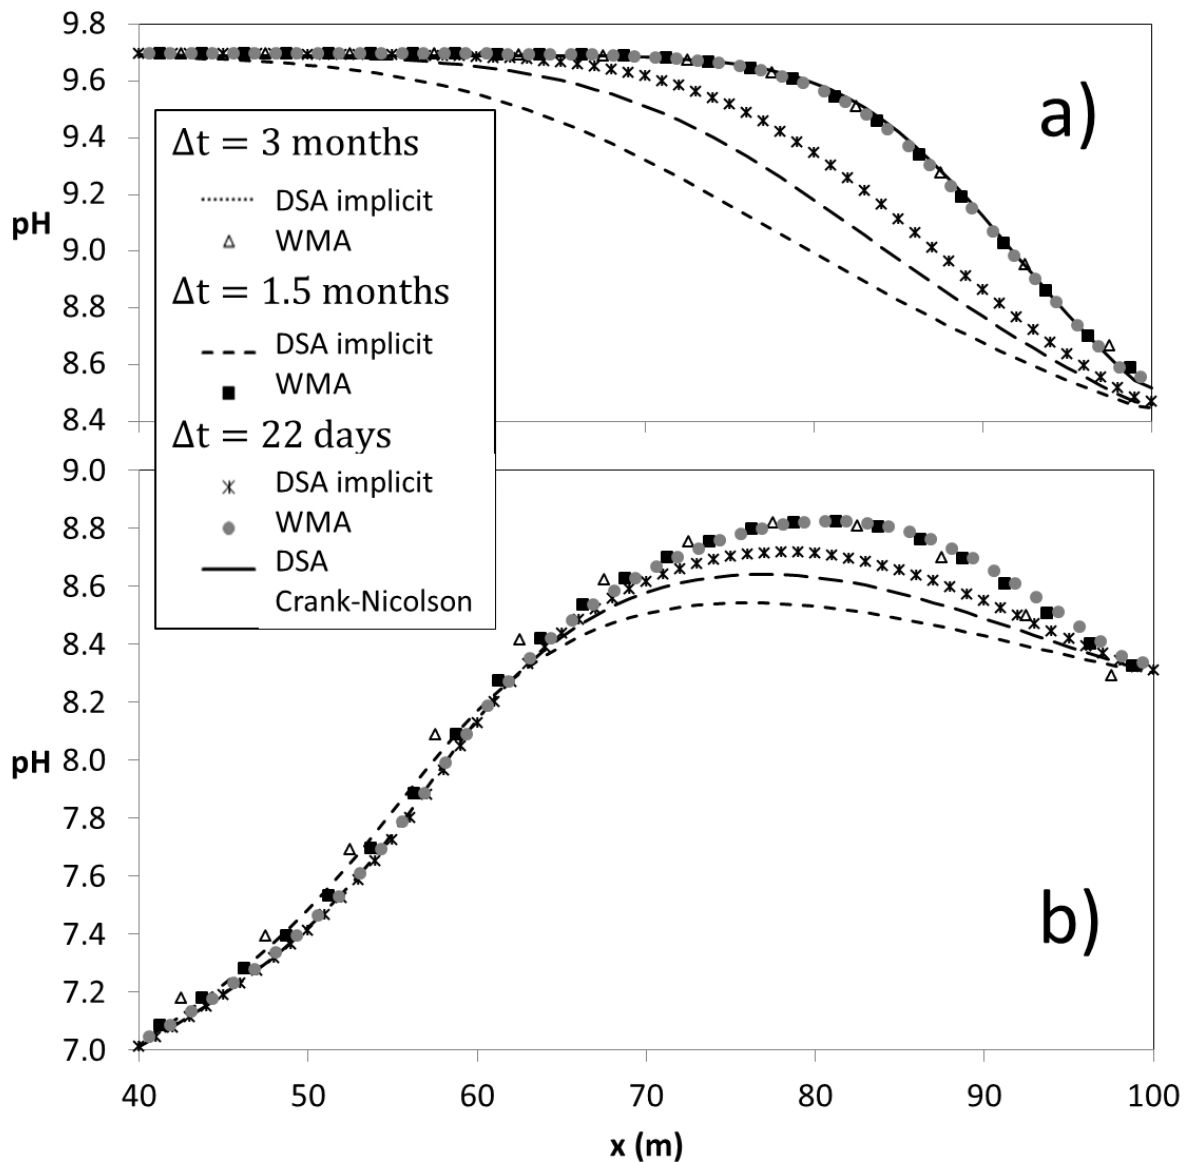 9.8
9.6
9.4
9.2
pH
9.0
8.8
8.6
8.4
a)
Δt = 3 months
DSA implicit
WMA
Δt = 1.5 months
DSA implicit
WMA
Δt = 22 days
DSA implicit
WMA
DSA
Crank-Nicolson
9.0
8.8
8.6
8.4
8.2
pH
8.0
7.8
7.6
7.4
7.2
7.0
b)
40 50 60 70 80 90 100
x (m)